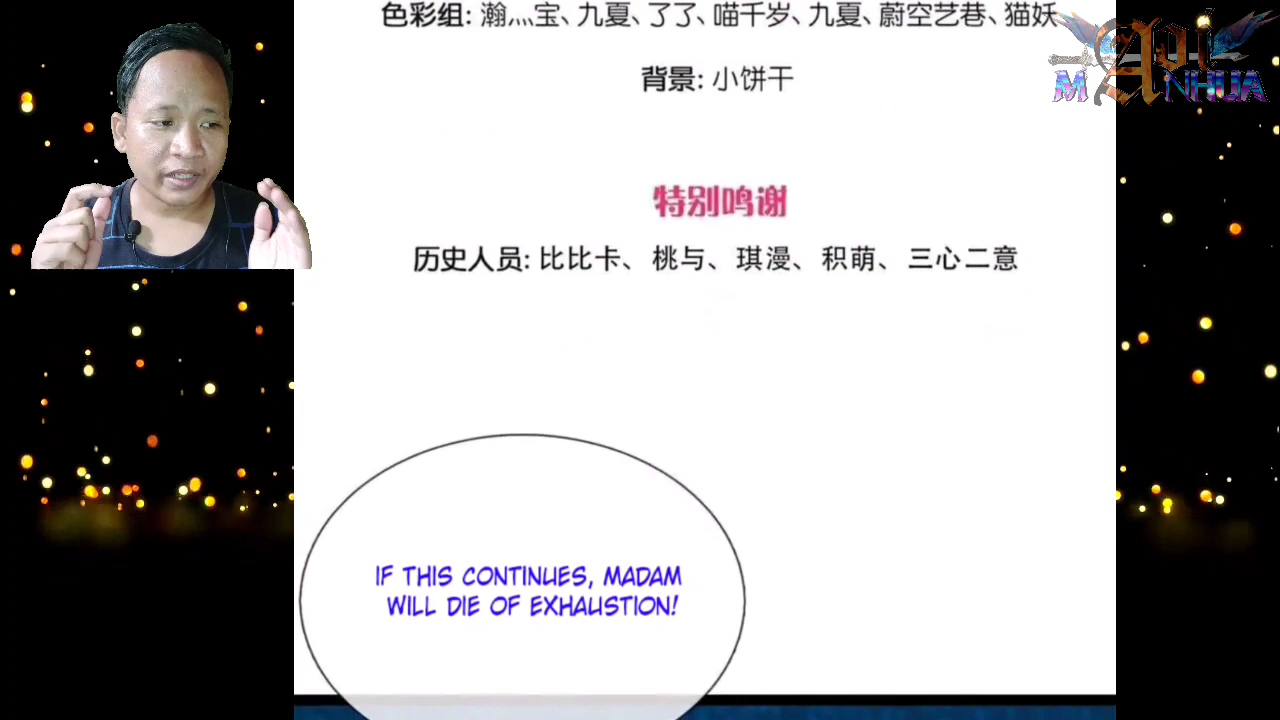 色彩组: 瀚灬宝、九夏、了了、喵千岁、九夏、蔚空艺巷、猫妖
Api
MANHUA
背景: 小饼干
特别鸣谢
历史人员: 比比卡、桃与、琪漫、积萌、三心二意
IF THIS CONTINUES, MADAM
WILL DIE OF EXHAUSTION!